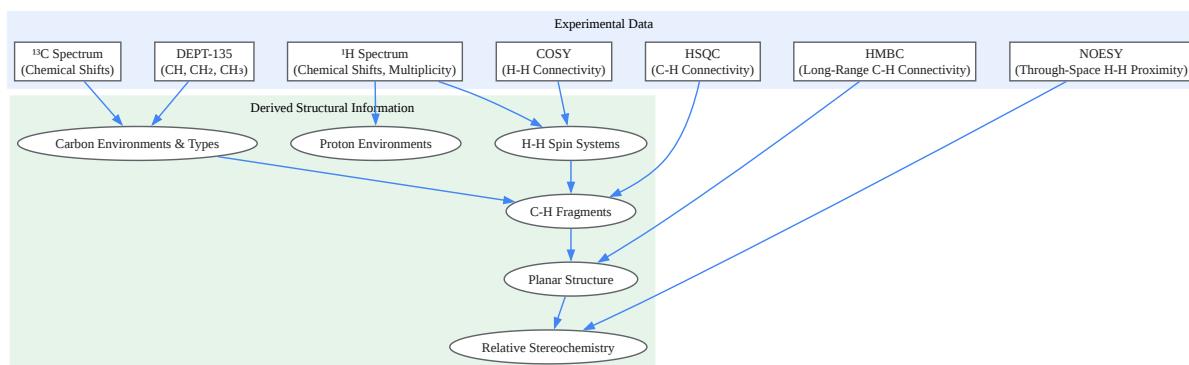 Experimental Data
¹³C Spectrum
(Chemical Shifts)
DEPT-135
(CH, CH₂, CH₃)
¹H Spectrum
(Chemical Shifts, Multiplicity)
COSY
(H-H Connectivity)
HSQC
(C-H Connectivity)
HMBC
(Long-Range C-H Connectivity)
NOESY
(Through-Space H-H Proximity)
Derived Structural Information
Carbon Environments & Types
Proton Environments
H-H Spin Systems
C-H Fragments
Planar Structure
Relative Stereochemistry